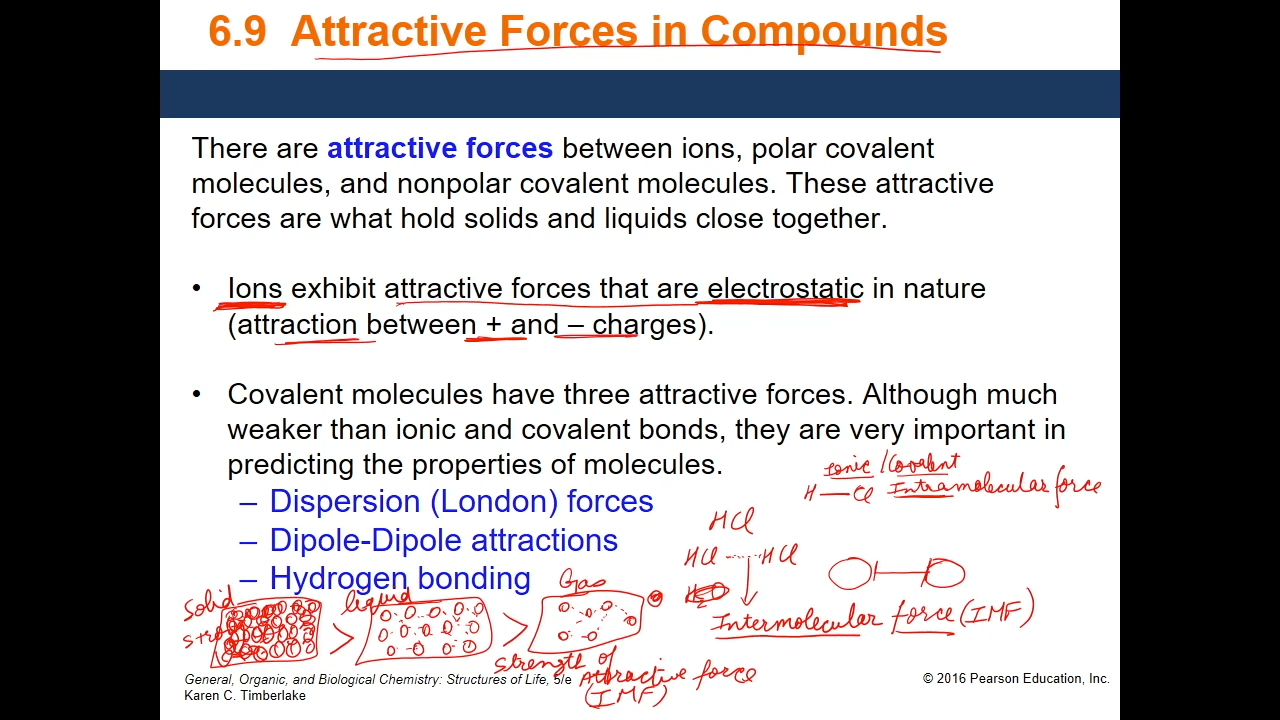 6.9 Attractive Forces in Compounds
There are attractive forces between ions, polar covalent
molecules, and nonpolar covalent molecules. These attractive
forces are what hold solids and liquids close together.
• Ions exhibit attractive forces that are electrostatic in nature
(attraction between + and – charges).
• Covalent molecules have three attractive forces. Although much
weaker than ionic and covalent bonds, they are very important in
predicting the properties of molecules.
Ionic / Covalent
H — Cl Intramolecular force
– Dispersion (London) forces
HCl
– Dipole-Dipole attractions
HCl ---- HCl
– Hydrogen bonding
Gas
H2O
Solid
liquid
Intermolecular force (IMF)
> >
Strength of
Attractive force
(IMF)
General, Organic, and Biological Chemistry: Structures of Life, 5/e
Karen C. Timberlake
© 2016 Pearson Education, Inc.